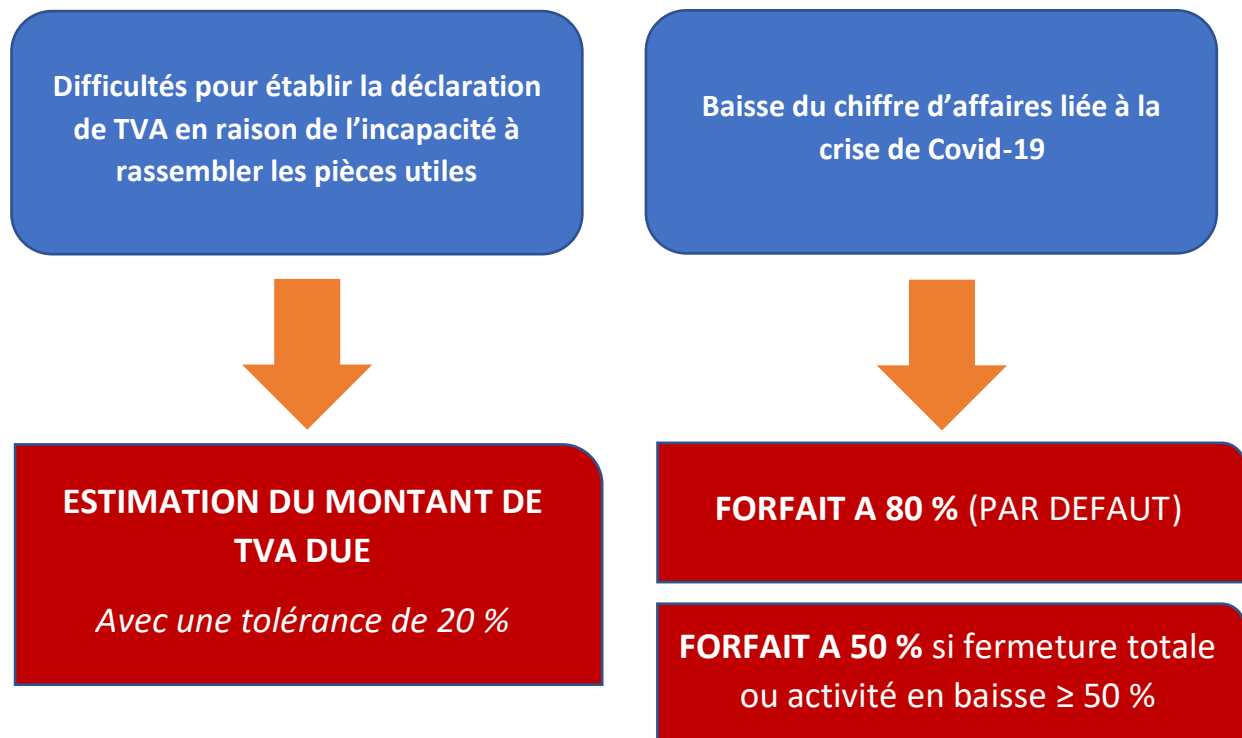 Difficultés pour établir la déclaration
de TVA en raison de l’incapacité à
rassembler les pièces utiles
Baisse du chiffre d’affaires liée à la
crise de Covid-19
ESTIMATION DU MONTANT DE
TVA DUE
Avec une tolérance de 20 %
FORFAIT A 80 % (PAR DEFAUT)
FORFAIT A 50 % si fermeture totale
ou activité en baisse ≥ 50 %